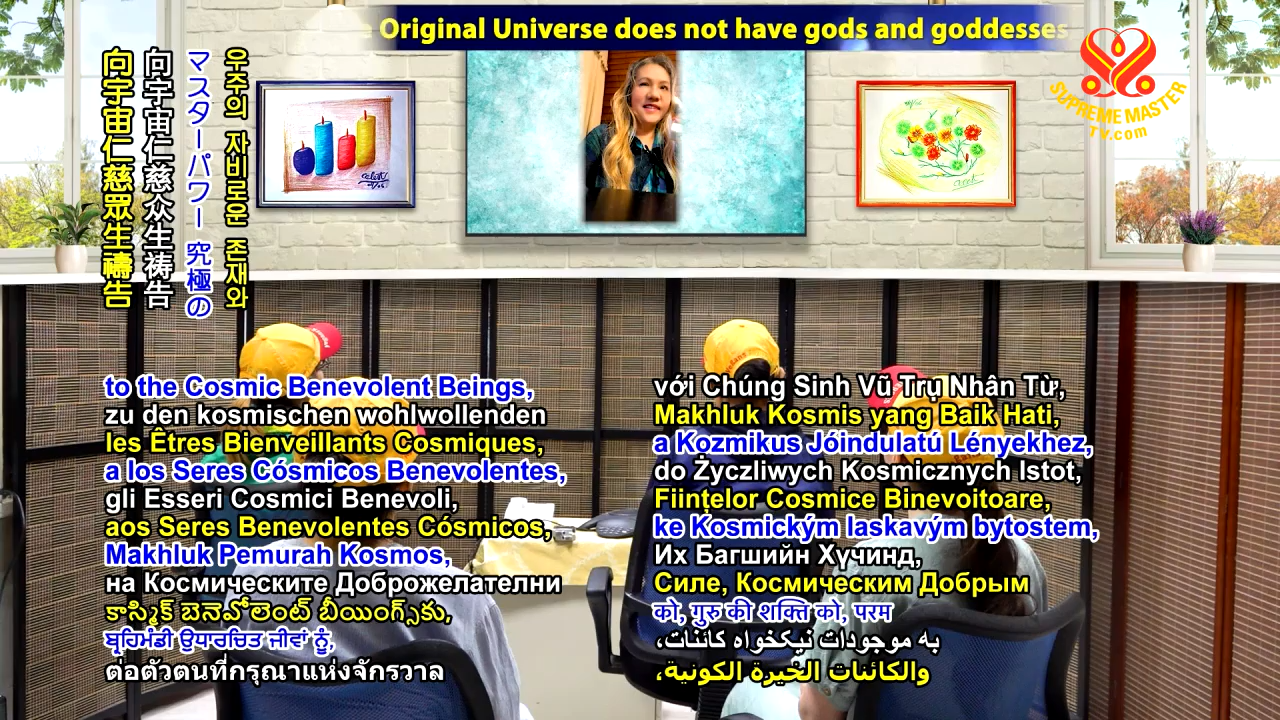 e Original Universe does not have gods and goddesses
SUPREME MASTER
TV.com
向宇宙仁慈眾生禱告
向宇宙仁慈众生祷告
マスターパワー 究極の
우주의 자비로운 존재와
to the Cosmic Benevolent Beings,
zu den kosmischen wohlwollenden
les Êtres Bienveillants Cosmiques,
a los Seres Cósmicos Benevolentes,
gli Esseri Cosmici Benevoli,
aos Seres Benevolentes Cósmicos,
Makhluk Pemurah Kosmos,
на Космическите Доброжелателни
కాస్మిక్ బెనెవోలెంట్ బీయింగ్స్‌కు,
ਬ੍ਰਹਿਮੰਡੀ ਉਧਾਰਚਿਤ ਜੀਵਾਂ ਨੂੰ,
ต่อตัวตนที่กรุณาแห่งจักรวาล
với Chúng Sinh Vũ Trụ Nhân Từ,
Makhluk Kosmis yang Baik Hati,
a Kozmikus Jóindulatú Lényekhez,
do Życzliwych Kosmicznych Istot,
Ființelor Cosmice Binevoitoare,
ke Kosmickým laskavým bytostem,
Их Багшийн Хүчинд,
Силе, Космическим Добрым
को, गुरु की शक्ति को, परम
به موجودات نیکخواه کائنات،
والكائنات الخيرة الكونية،